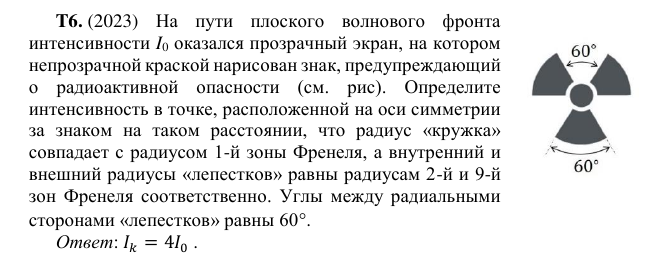 Т6. (2023) На пути плоского волнового фронта
интенсивности I₀ оказался прозрачный экран, на котором
непрозрачной краской нарисован знак, предупреждающий
о радиоактивной опасности (см. рис). Определите
интенсивность в точке, расположенной на оси симметрии
за знаком на таком расстоянии, что радиус «кружка»
совпадает с радиусом 1-й зоны Френеля, а внутренний и
внешний радиусы «лепестков» равны радиусам 2-й и 9-й
зон Френеля соответственно. Углы между радиальными
сторонами «лепестков» равны 60°.
Ответ: Iₖ = 4I₀ .
60°
60°